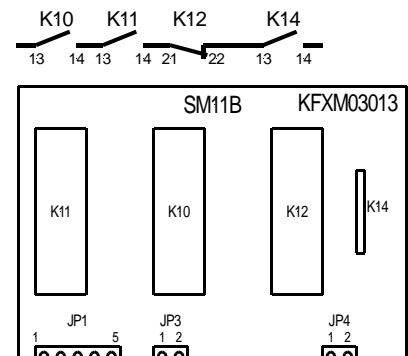 K10 K11 K12 K14
13 14 13 14 21 22 13 14
SM11B KFXM03013
K11 K10 K12 K14
JP1 JP3 JP4
1 5 1 2 1 2